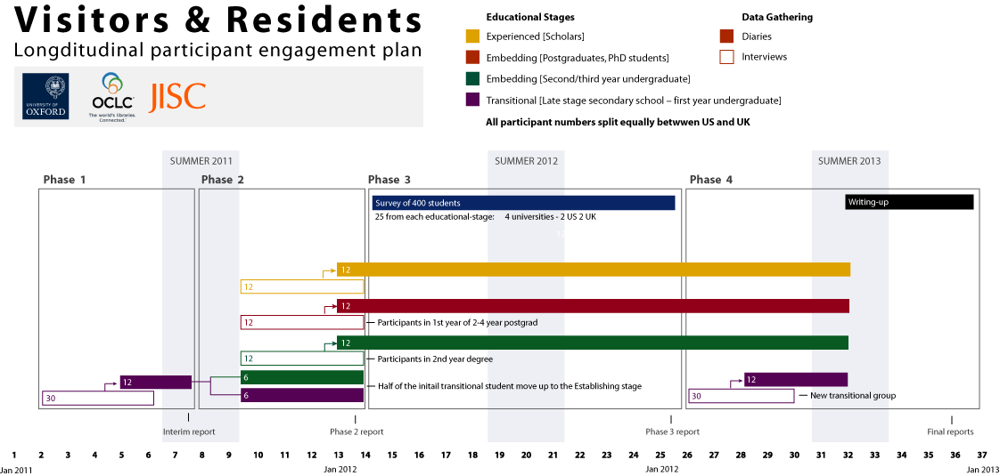 Visitors & Residents
Longditudinal participant engagement plan
UNIVERSITY OF
OXFORD
OCLC
The world's libraries.
Connected.
JISC
Educational Stages
Experienced [Scholars]
Embedding [Postgraduates, PhD students]
Embedding [Second/third year undergraduate]
Transitional [Late stage secondary school – first year undergraduate]
All participant numbers split equally betwwen US and UK
Data Gathering
Diaries
Interviews
SUMMER 2011
SUMMER 2012
SUMMER 2013
Phase 1
Phase 2
Phase 3
Phase 4
Survey of 400 students
Writing-up
25 from each educational-stage: 4 universities - 2 US 2 UK
12
12
12
12
12
Participants in 1st year of 2-4 year postgrad
12
12
Participants in 2nd year degree
12
6
12
Half of the initail transitional student move up to the Establishing stage
30
6
30
New transitional group
Interim report
Phase 2 report
Phase 3 report
Final reports
1 2 3 4 5 6 7 8 9 10 11 12 13 14 15 16 17 18 19 20 21 22 23 24 25 26 27 28 29 30 31 32 33 34 35 36 37
Jan 2011
Jan 2012
Jan 2012
Jan 2013